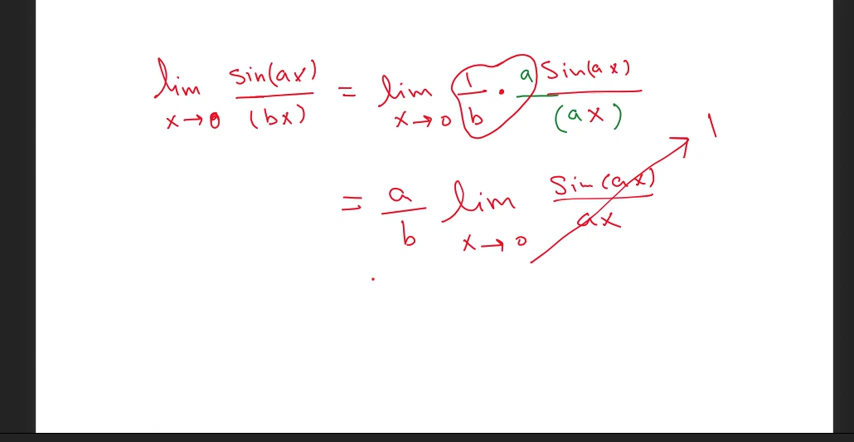 lim x→0 sin(ax)/(bx) = lim x→0 1/b · a sin(ax)/(ax)
= a/b lim x→0 sin(ax)/ax → 1